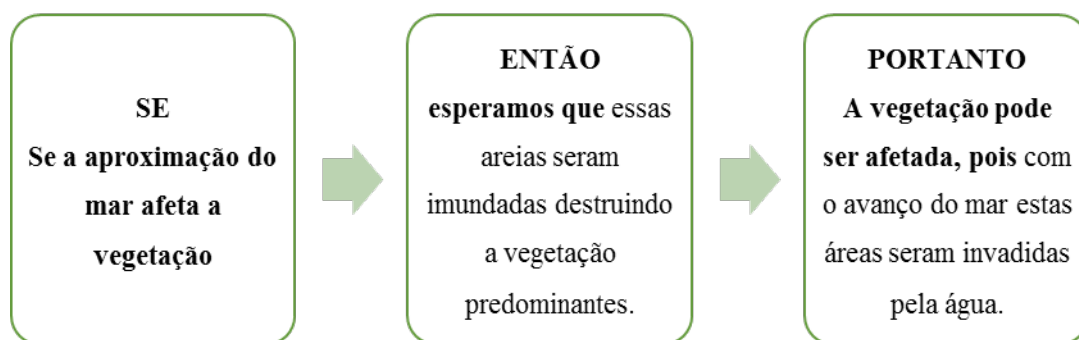 SE
Se a aproximação do
mar afeta a
vegetação
ENTÃO
esperamos que essas
areias seram
imundadas destruindo
a vegetação
predominantes.
PORTANTO
A vegetação pode
ser afetada, pois com
o avanço do mar estas
áreas seram invadidas
pela água.